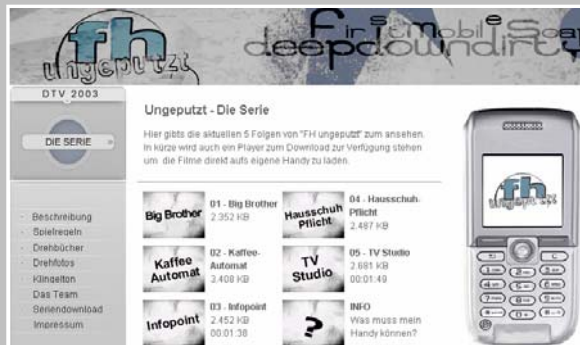 fh
ungeputzt
First Mobile Soap
deepdowndirty
DTV 2003
DIE SERIE
Beschreibung
Spielregeln
Drehbücher
Drehfotos
Klingelton
Das Team
Seriendownload
Impressum
Ungeputzt - Die Serie
Hier gibts die aktuellen 5 Folgen von "FH ungeputzt" zum ansehen.
In kürze wird auch ein Player zum Download zur Verfügung stehen
um die Filme direkt aufs eigene Handy zu laden.
Big Brother
01 - Big Brother
2.352 KB
Kaffee
Automat
02 - Kaffee-
Automat
3.408 KB
Infopoint
03 - Infopoint
2.452 KB
00:01:38
Hausschuh
Pflicht
04 - Hausschuh-
Pflicht
2.487 KB
TV
Studio
05 - TV Studio
2.681 KB
00:01:49
?
INFO
Was muss mein
Handy können?
fh
ungeputzt